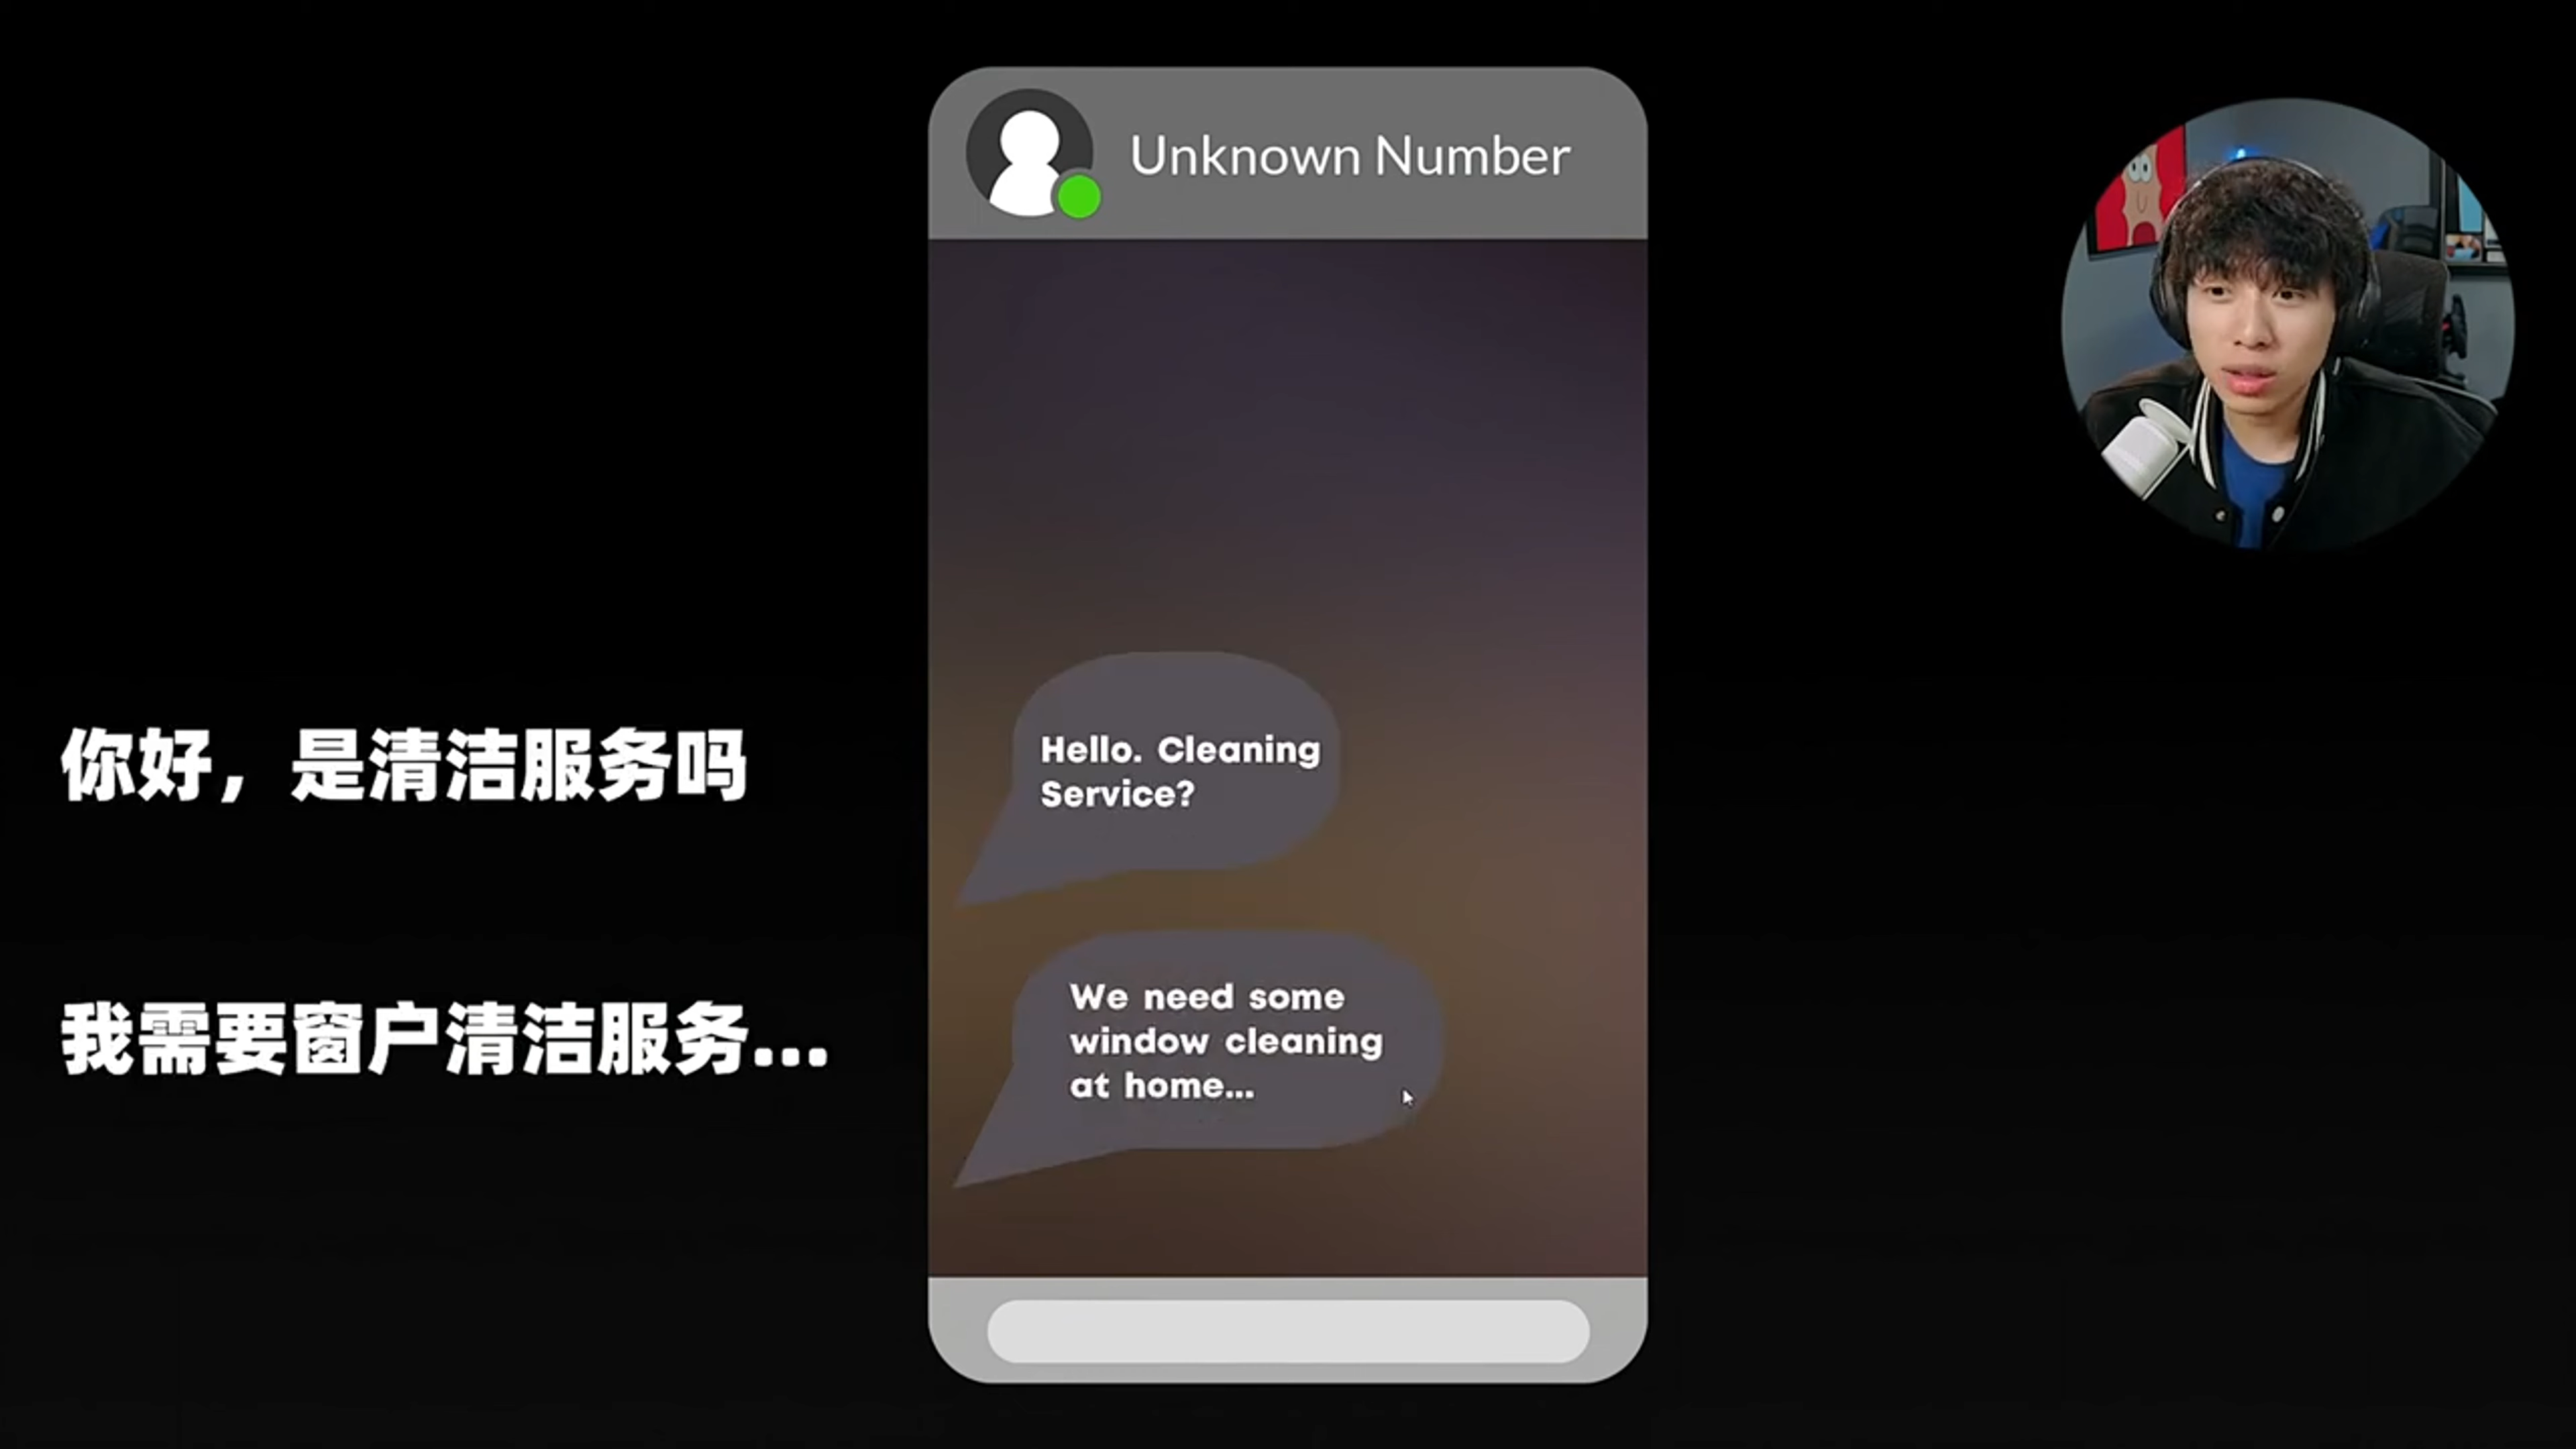 Unknown Number
你好，是清洁服务吗
Hello. Cleaning
Service?
我需要窗户清洁服务...
We need some
window cleaning
at home...